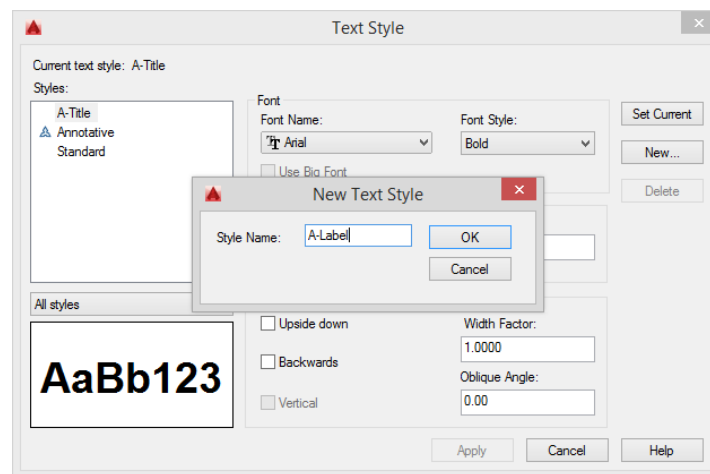 Text Style
Current text style: A-Title
Styles:
A-Title
Annotative
Standard
Font
Font Name:
Arial
Font Style:
Bold
Use Big Font
Set Current
New...
Delete
New Text Style
Style Name: A-Label
OK
Cancel
All styles
AaBb123
Upside down
Backwards
Vertical
Width Factor:
1.0000
Oblique Angle:
0.00
Apply
Cancel
Help